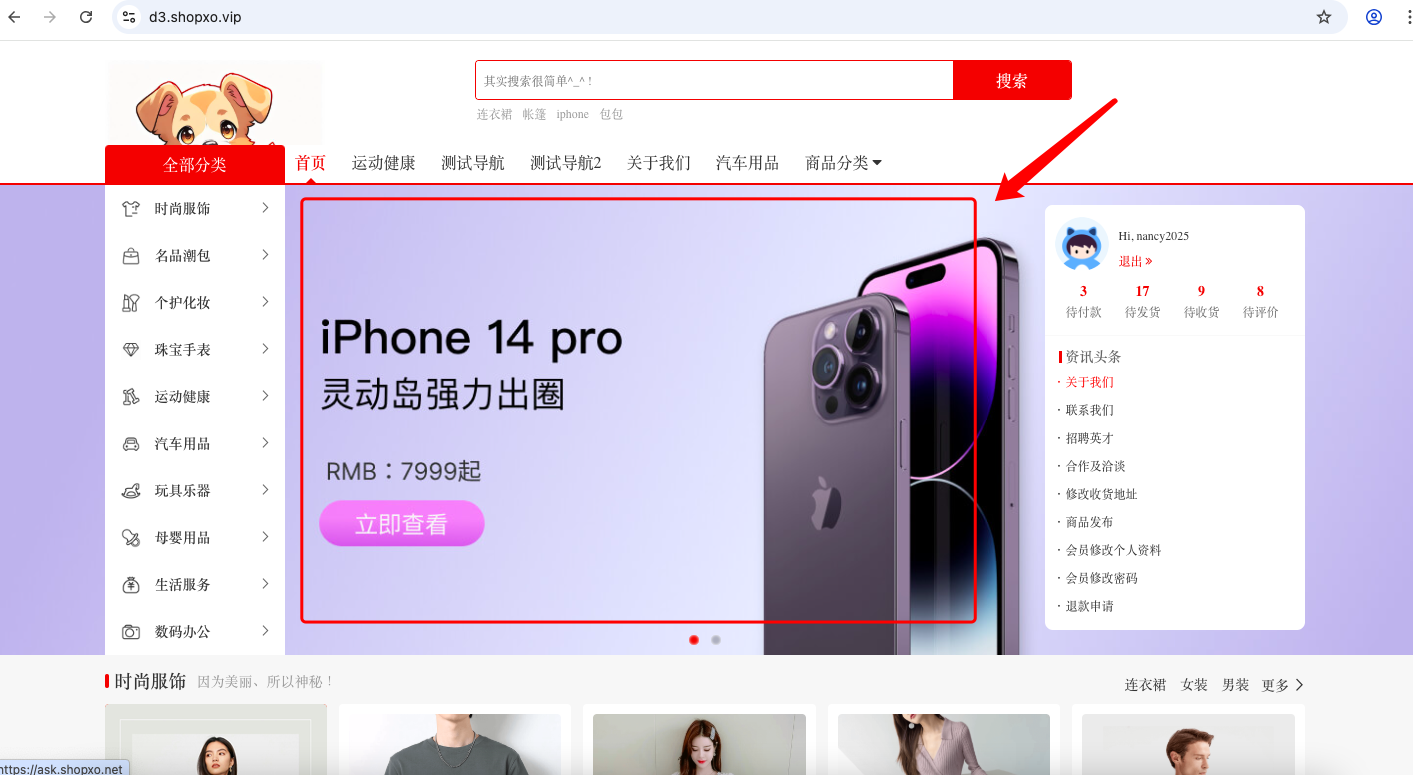 d3.shopxo.vip
其实搜索很简单^_^ !
搜索
连衣裙 帐篷 iphone 包包
全部分类
首页 运动健康 测试导航 测试导航2 关于我们 汽车用品 商品分类
时尚服饰
名品潮包
个护化妆
珠宝手表
运动健康
汽车用品
玩具乐器
母婴用品
生活服务
数码办公
iPhone 14 pro
灵动岛强力出圈
RMB：7999起
立即查看
Hi, nancy2025
退出 »
3 17 9 8
待付款 待发货 待收货 待评价
资讯头条
· 关于我们
· 联系我们
· 招聘英才
· 合作及洽谈
· 修改收货地址
· 商品发布
· 会员修改个人资料
· 会员修改密码
· 退款申请
时尚服饰 因为美丽、所以神秘！
连衣裙 女装 男装 更多
https://ask.shopxo.net